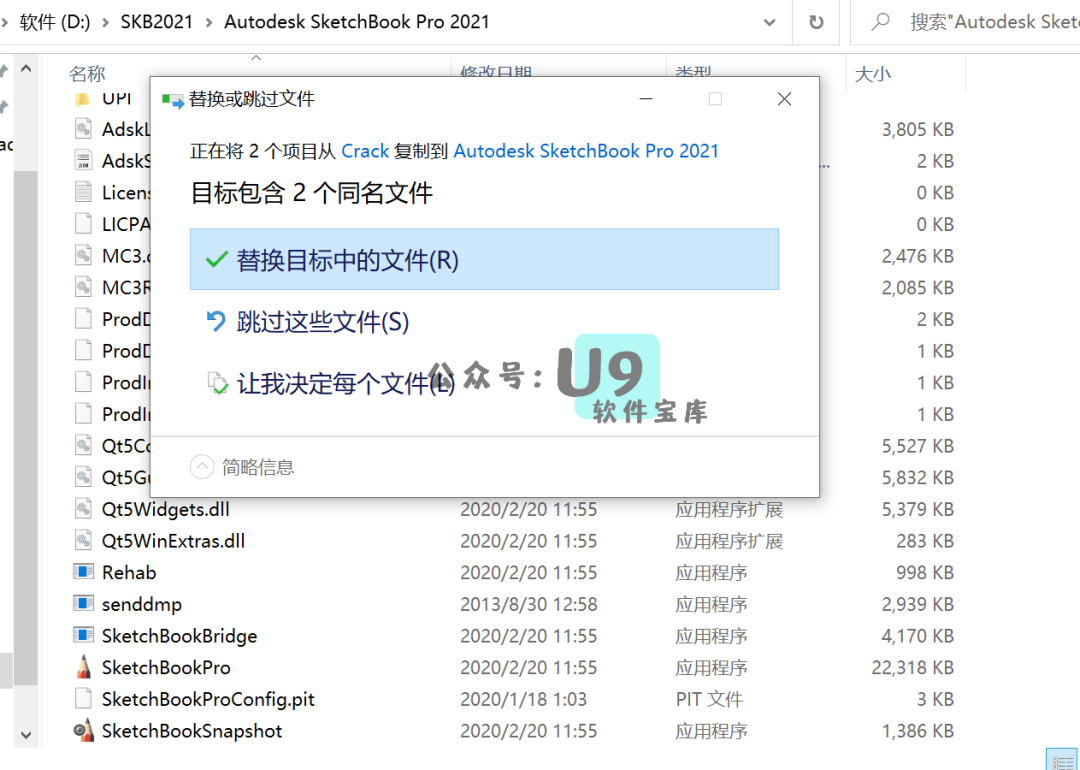 软件 (D:) › SKB2021 › Autodesk SketchBook Pro 2021
搜索"Autodesk Sket
名称 修改日期 类型 大小
UPI
AdskL 3,805 KB
AdskS ... 2 KB
Licens 0 KB
LICPA 0 KB
MC3.d 2,476 KB
MC3R 2,085 KB
ProdD 2 KB
ProdD 1 KB
ProdIn 1 KB
ProdIn 1 KB
Qt5Co 5,527 KB
Qt5Gu 5,832 KB
替换或跳过文件
正在将 2 个项目从 Crack 复制到 Autodesk SketchBook Pro 2021
目标包含 2 个同名文件
替换目标中的文件(R)
跳过这些文件(S)
让我决定每个文件(L)
公众号: U9
软件宝库
简略信息
Qt5Widgets.dll 2020/2/20 11:55 应用程序扩展 5,379 KB
Qt5WinExtras.dll 2020/2/20 11:55 应用程序扩展 283 KB
Rehab 2020/2/20 11:55 应用程序 998 KB
senddmp 2013/8/30 12:58 应用程序 2,939 KB
SketchBookBridge 2020/2/20 11:55 应用程序 4,170 KB
SketchBookPro 2020/2/20 11:55 应用程序 22,318 KB
SketchBookProConfig.pit 2020/1/18 1:03 PIT 文件 3 KB
SketchBookSnapshot 2020/2/20 11:55 应用程序 1,386 KB